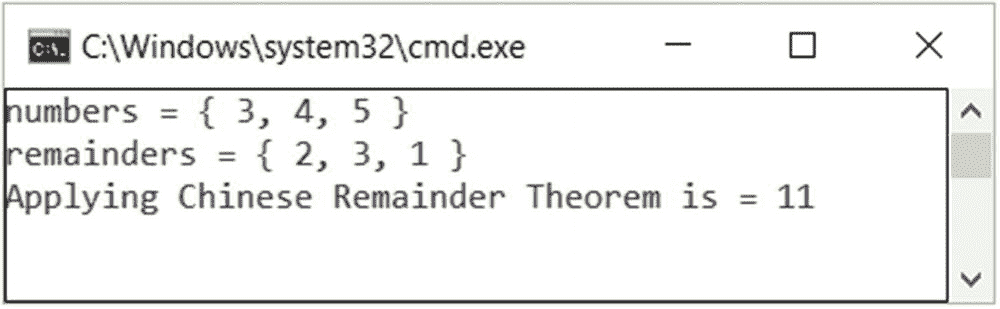 C:\Windows\system32\cmd.exe
numbers = { 3, 4, 5 }
remainders = { 2, 3, 1 }
Applying Chinese Remainder Theorem is = 11